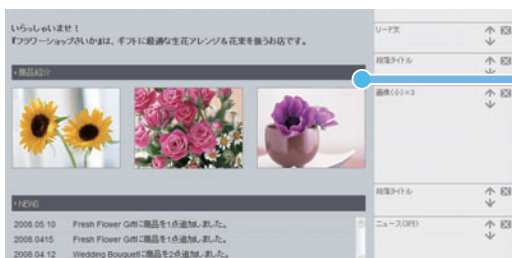 いらっしゃいませ！
『フラワーショップさいか』は、ギフトに最適な生花アレンジ＆花束を扱うお店です。
・商品紹介
・NEWS
2008.05.10 Fresh Flower Giftに商品を1点追加しました。
2008.0415 Fresh Flower Giftに商品を1点追加しました。
2008.04.12 Wedding Bouquetに商品を2点追加しました。
リード文
段落タイトル
画像(小)×3
段落タイトル
ニュース(3行)